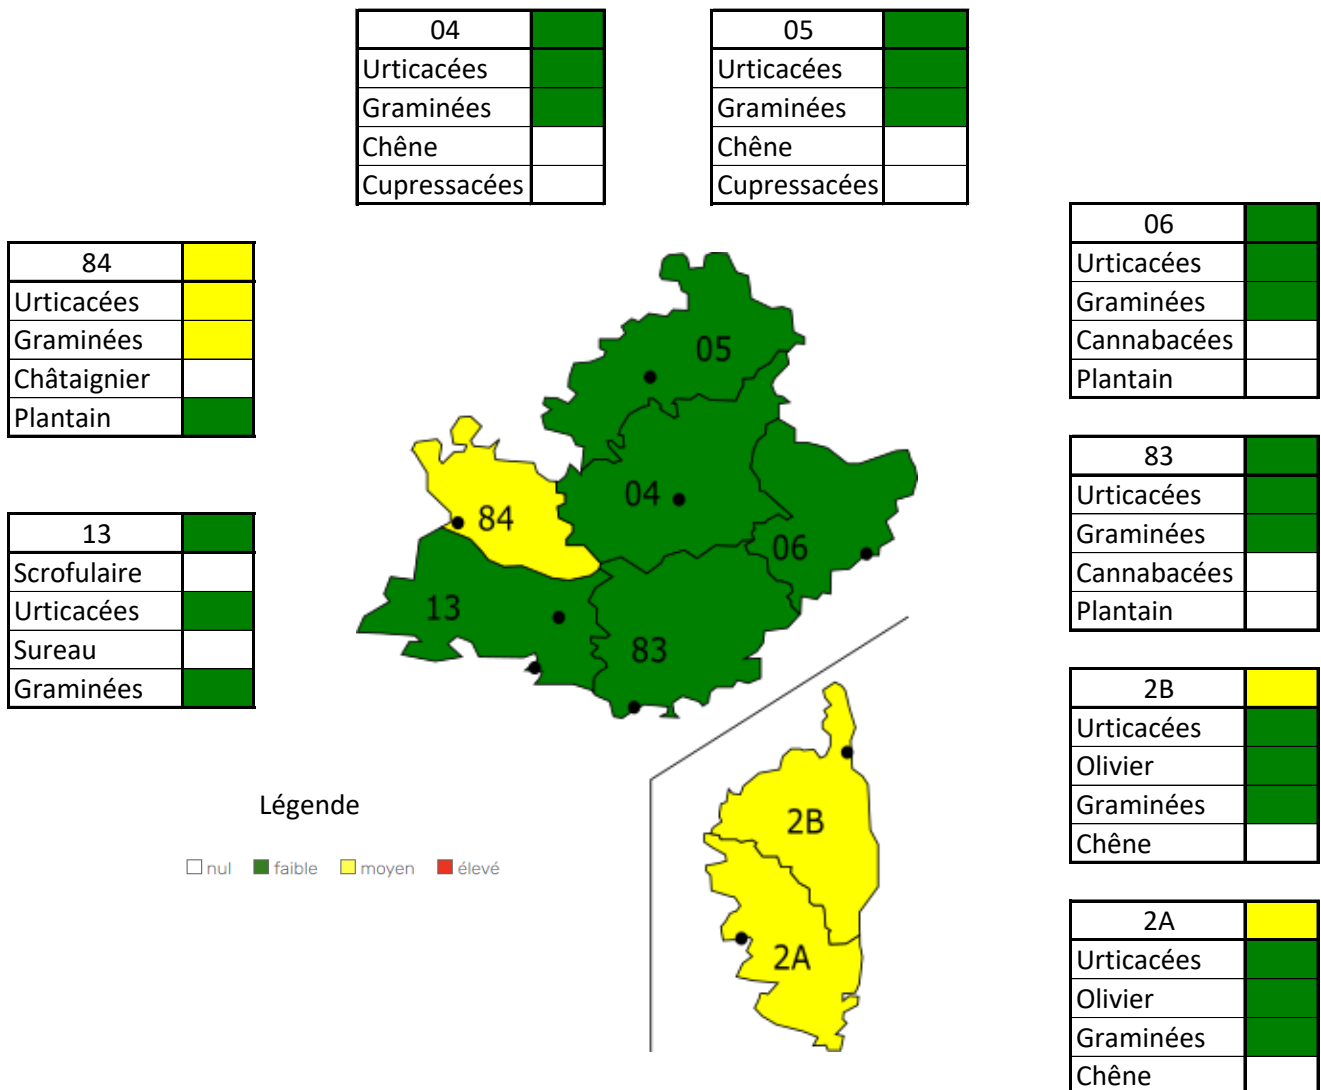 04
Urticacées
Graminées
Chêne
Cupressacées
05
Urticacées
Graminées
Chêne
Cupressacées
06
Urticacées
Graminées
Cannabacées
Plantain
84
Urticacées
Graminées
Châtaignier
Plantain
83
Urticacées
Graminées
Cannabacées
Plantain
13
Scrofulaire
Urticacées
Sureau
Graminées
2B
Urticacées
Olivier
Graminées
Chêne
2A
Urticacées
Olivier
Graminées
Chêne
05
04
84
06
13
83
2B
2A
Légende
nul faible moyen élevé